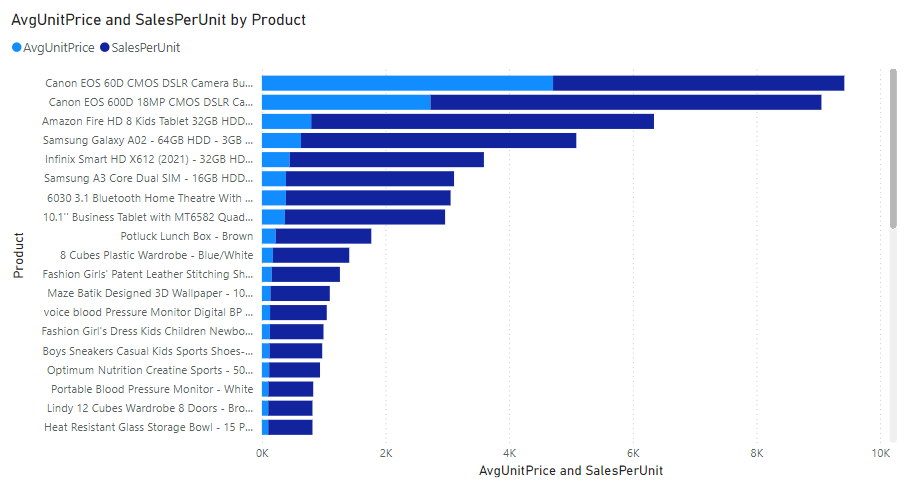 AvgUnitPrice and SalesPerUnit by Product
AvgUnitPrice SalesPerUnit
Canon EOS 60D CMOS DSLR Camera Bu...
Canon EOS 600D 18MP CMOS DSLR Ca...
Amazon Fire HD 8 Kids Tablet 32GB HDD...
Samsung Galaxy A02 - 64GB HDD - 3GB ...
Infinix Smart HD X612 (2021) - 32GB HD...
Samsung A3 Core Dual SIM - 16GB HDD...
6030 3.1 Bluetooth Home Theatre With ...
10.1'' Business Tablet with MT6582 Quad...
Potluck Lunch Box - Brown
8 Cubes Plastic Wardrobe - Blue/White
Fashion Girls' Patent Leather Stitching Sh...
Maze Batik Designed 3D Wallpaper - 10...
voice blood Pressure Monitor Digital BP ...
Fashion Girl's Dress Kids Children Newbo...
Boys Sneakers Casual Kids Sports Shoes-...
Optimum Nutrition Creatine Sports - 50...
Portable Blood Pressure Monitor - White
Lindy 12 Cubes Wardrobe 8 Doors - Bro...
Heat Resistant Glass Storage Bowl - 15 P...
Product
0K 2K 4K 6K 8K 10K
AvgUnitPrice and SalesPerUnit